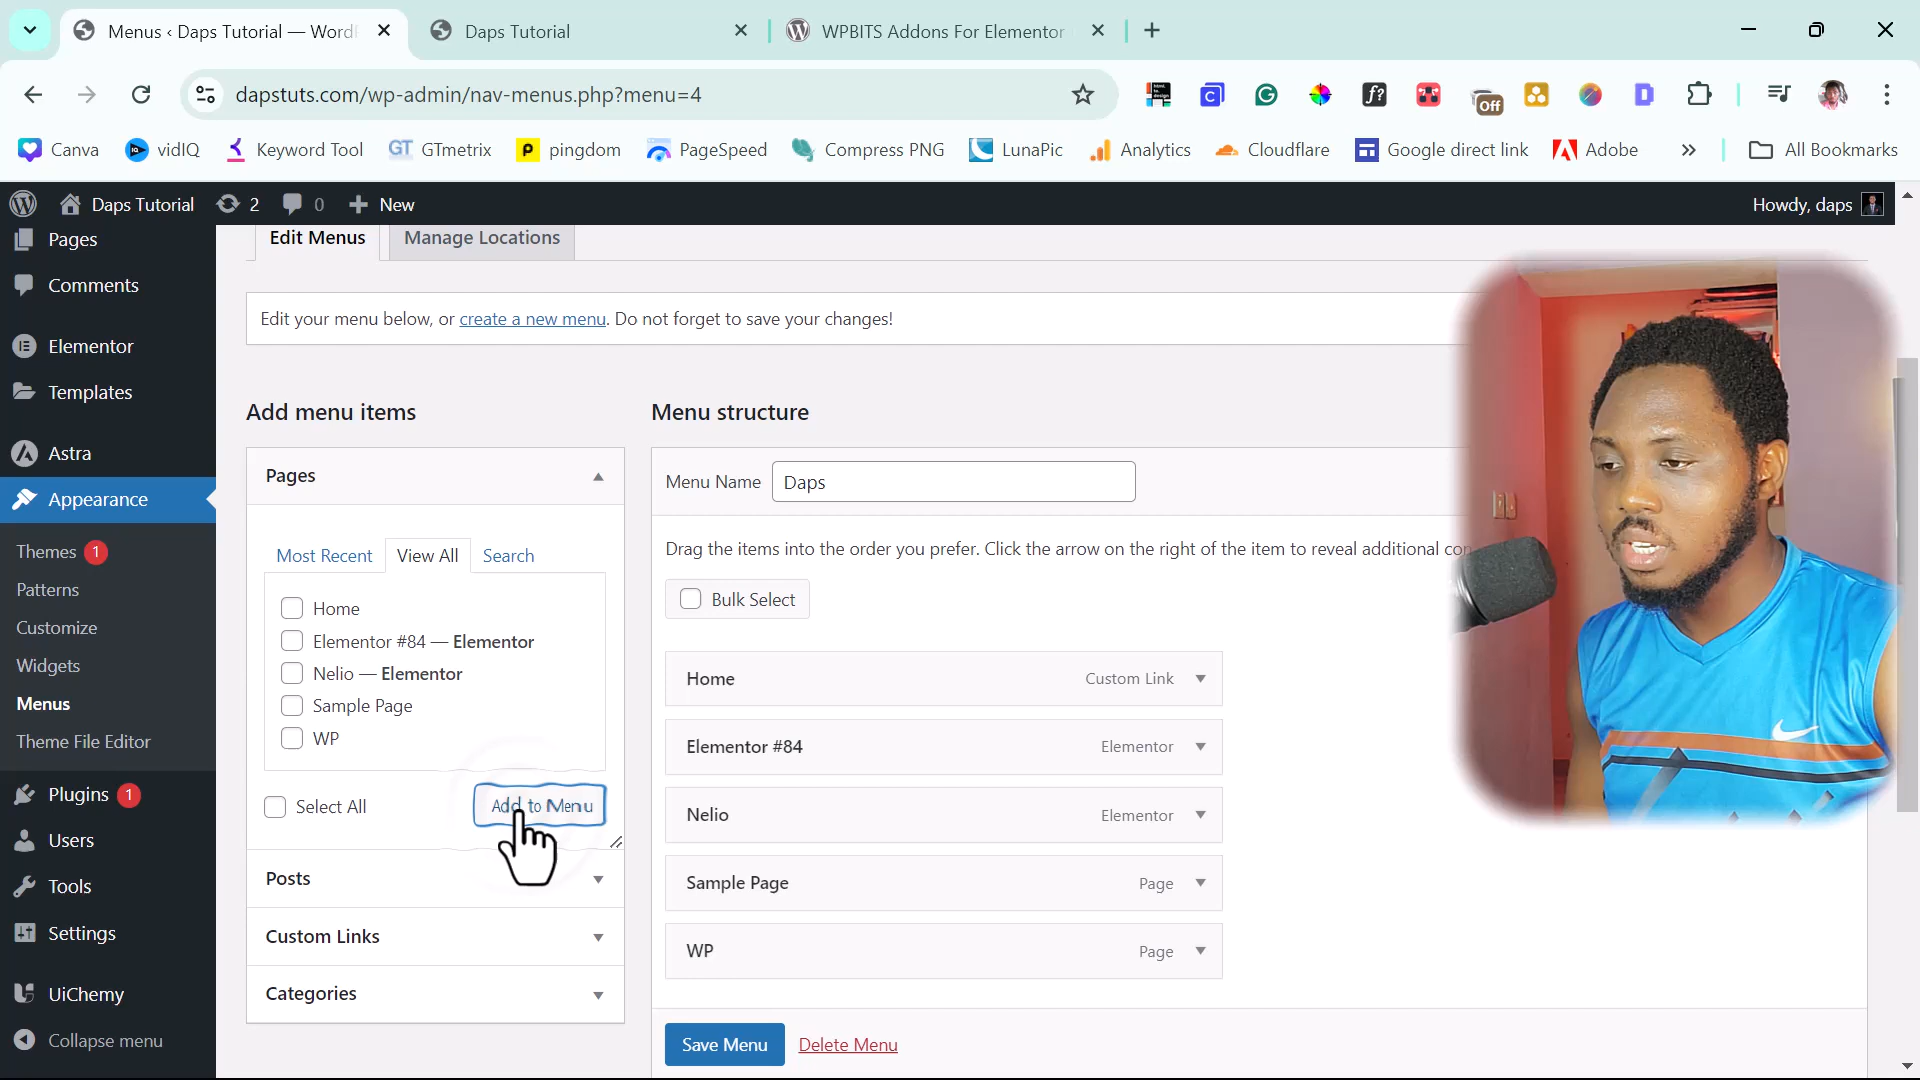 Menus ‹ Daps Tutorial — WordP
Daps Tutorial
WPBITS Addons For Elementor
dapstuts.com/wp-admin/nav-menus.php?menu=4
Off
Canva
vidIQ
Keyword Tool
GT GTmetrix
pingdom
PageSpeed
Compress PNG
LunaPic
Analytics
Cloudflare
Google direct link
Adobe
»
All Bookmarks
Daps Tutorial
2
0
New
Howdy, daps
Pages
Comments
Elementor
Templates
Astra
Appearance
Themes 1
Patterns
Customize
Widgets
Menus
Theme File Editor
Plugins 1
Users
Tools
Settings
UiChemy
Collapse menu
Edit Menus
Manage Locations
Edit your menu below, or create a new menu. Do not forget to save your changes!
Add menu items
Pages
Most Recent
View All
Search
Home
Elementor #84 — Elementor
Nelio — Elementor
Sample Page
WP
Select All
Add to Menu
Posts
Custom Links
Categories
Menu structure
Menu Name
Daps
Drag the items into the order you prefer. Click the arrow on the right of the item to reveal additional con
Bulk Select
Home
Custom Link
Elementor #84
Elementor
Nelio
Elementor
Sample Page
Page
WP
Page
Save Menu
Delete Menu